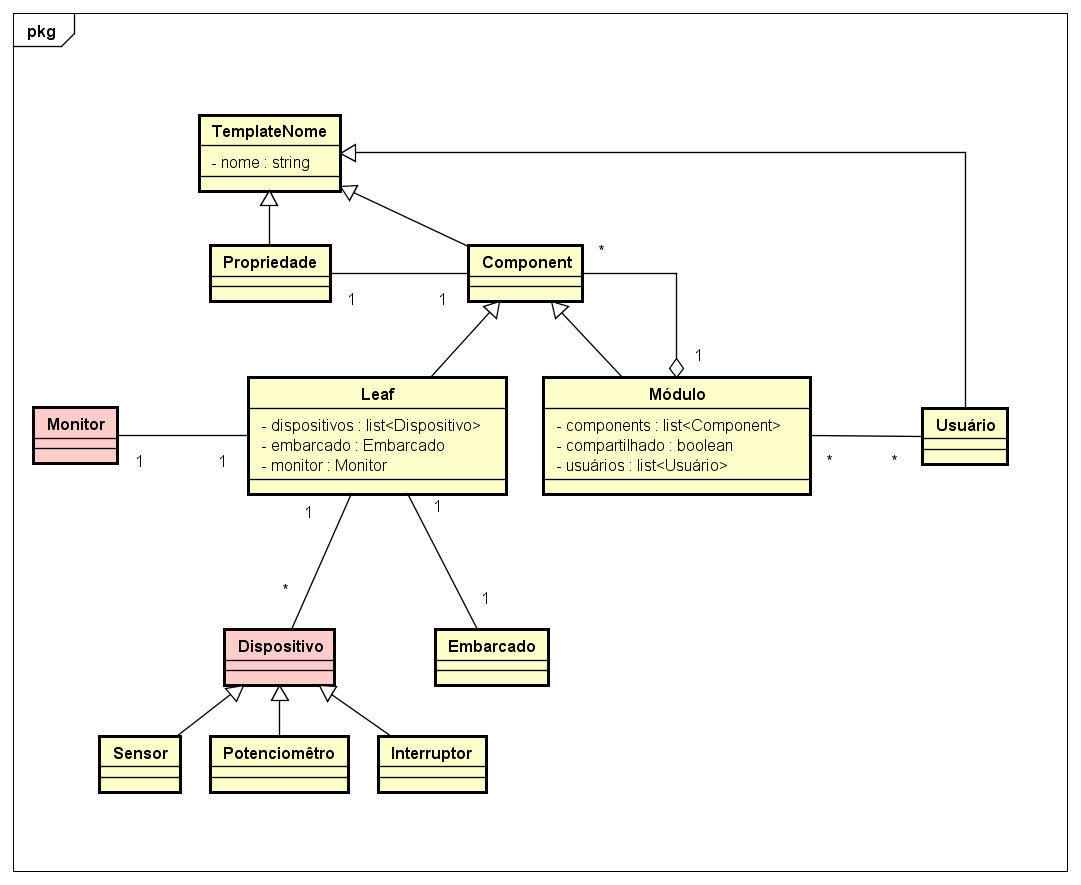 pkg
TemplateNome
- nome : string
Propriedade
Component
*
1
1
1
Leaf
- dispositivos : list<Dispositivo>
- embarcado : Embarcado
- monitor : Monitor
Módulo
- components : list<Component>
- compartilhado : boolean
- usuários : list<Usuário>
Monitor
Usuário
1
1
*
*
1
1
*
1
Dispositivo
Embarcado
Sensor
Potenciomêtro
Interruptor